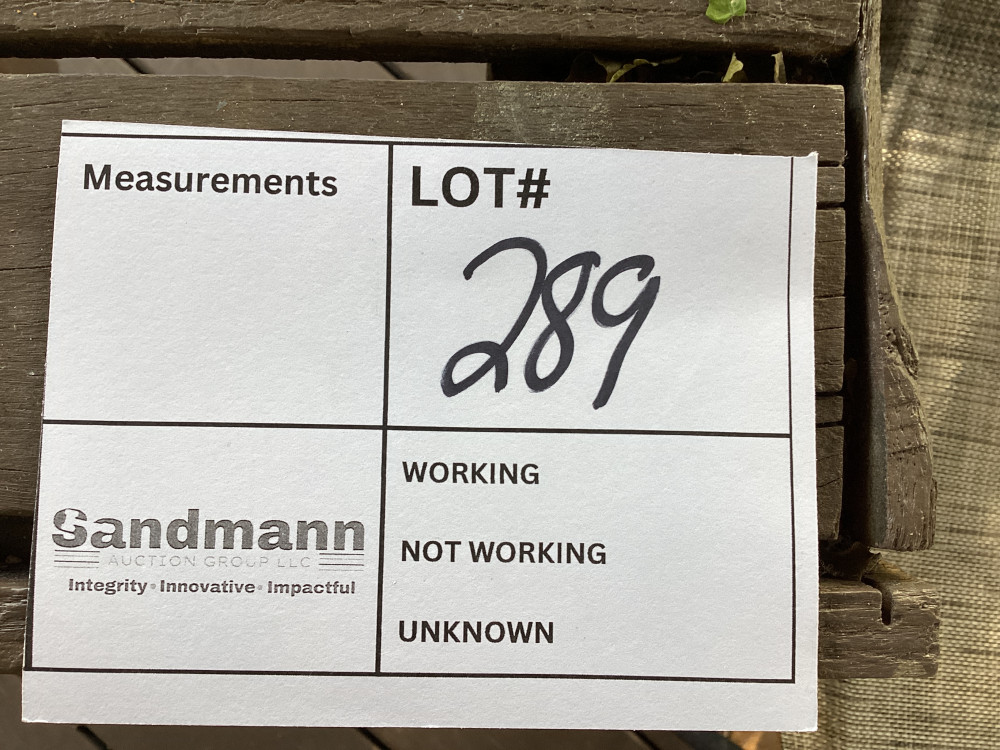 Measurements
LOT#
289
Sandmann
AUCTION GROUP LLC
Integrity • Innovative • Impactful
WORKING
NOT WORKING
UNKNOWN